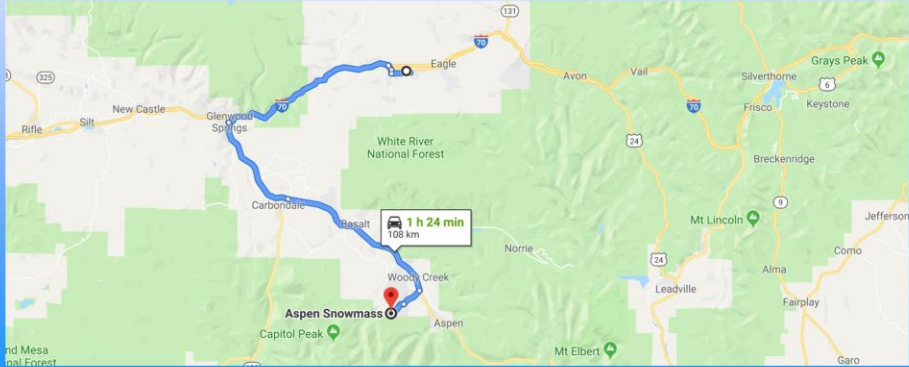 131
70
Eagle
Avon
Vail
Silverthorne
Grays Peak
6
325
New Castle
70
70
Frisco
Keystone
Rifle
Silt
Glenwood
Springs
White River
National Forest
24
Breckenridge
9
Carbondale
Basalt
1 h 24 min
108 km
Mt Lincoln
Jefferson
Norrie
24
Como
Woody Creek
Leadville
Alma
Fairplay
Aspen Snowmass
Aspen
Capitol Peak
Mt Elbert
nd Mesa
nal Forest
Garo